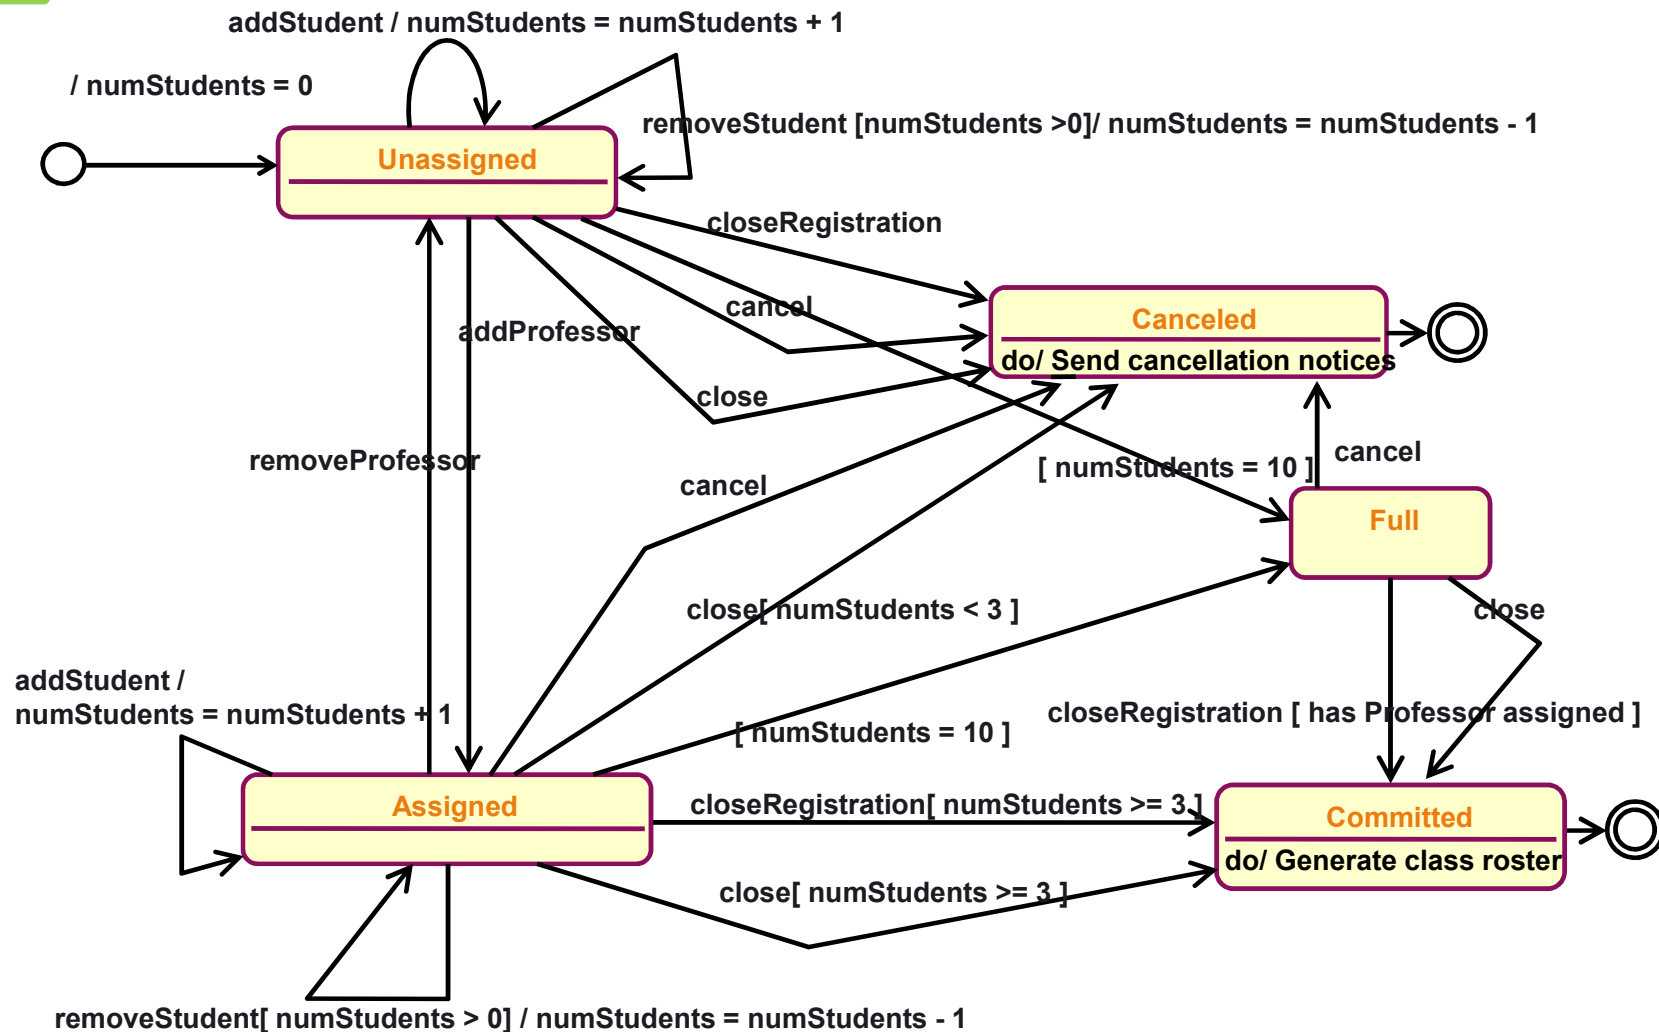 addStudent / numStudents = numStudents + 1
/ numStudents = 0
removeStudent [numStudents >0]/ numStudents = numStudents - 1
Unassigned
closeRegistration
cancel
Canceled
do/ Send cancellation notices
addProfessor
close
removeProfessor
cancel
[ numStudents = 10 ]
cancel
Full
close[ numStudents < 3 ]
close
addStudent /
numStudents = numStudents + 1
closeRegistration [ has Professor assigned ]
[ numStudents = 10 ]
Assigned
closeRegistration[ numStudents >= 3 ]
Committed
do/ Generate class roster
close[ numStudents >= 3 ]
removeStudent[ numStudents > 0] / numStudents = numStudents - 1